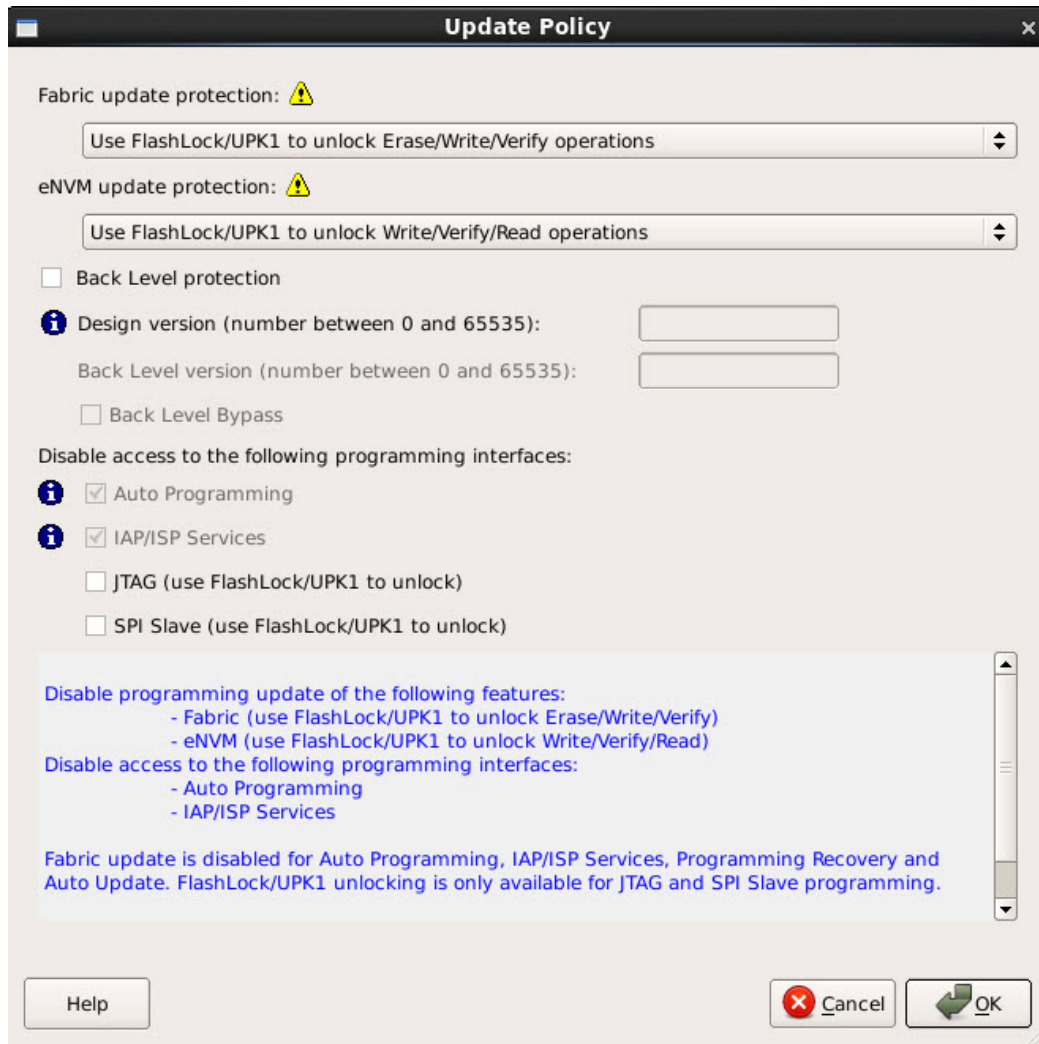 Update Policy
Fabric update protection:
Use FlashLock/UPK1 to unlock Erase/Write/Verify operations
eNVM update protection:
Use FlashLock/UPK1 to unlock Write/Verify/Read operations
Back Level protection
Design version (number between 0 and 65535):
Back Level version (number between 0 and 65535):
Back Level Bypass
Disable access to the following programming interfaces:
Auto Programming
IAP/ISP Services
JTAG (use FlashLock/UPK1 to unlock)
SPI Slave (use FlashLock/UPK1 to unlock)
Disable programming update of the following features:
- Fabric (use FlashLock/UPK1 to unlock Erase/Write/Verify)
- eNVM (use FlashLock/UPK1 to unlock Write/Verify/Read)
Disable access to the following programming interfaces:
- Auto Programming
- IAP/ISP Services
Fabric update is disabled for Auto Programming, IAP/ISP Services, Programming Recovery and
Auto Update. FlashLock/UPK1 unlocking is only available for JTAG and SPI Slave programming.
Help
Cancel
OK